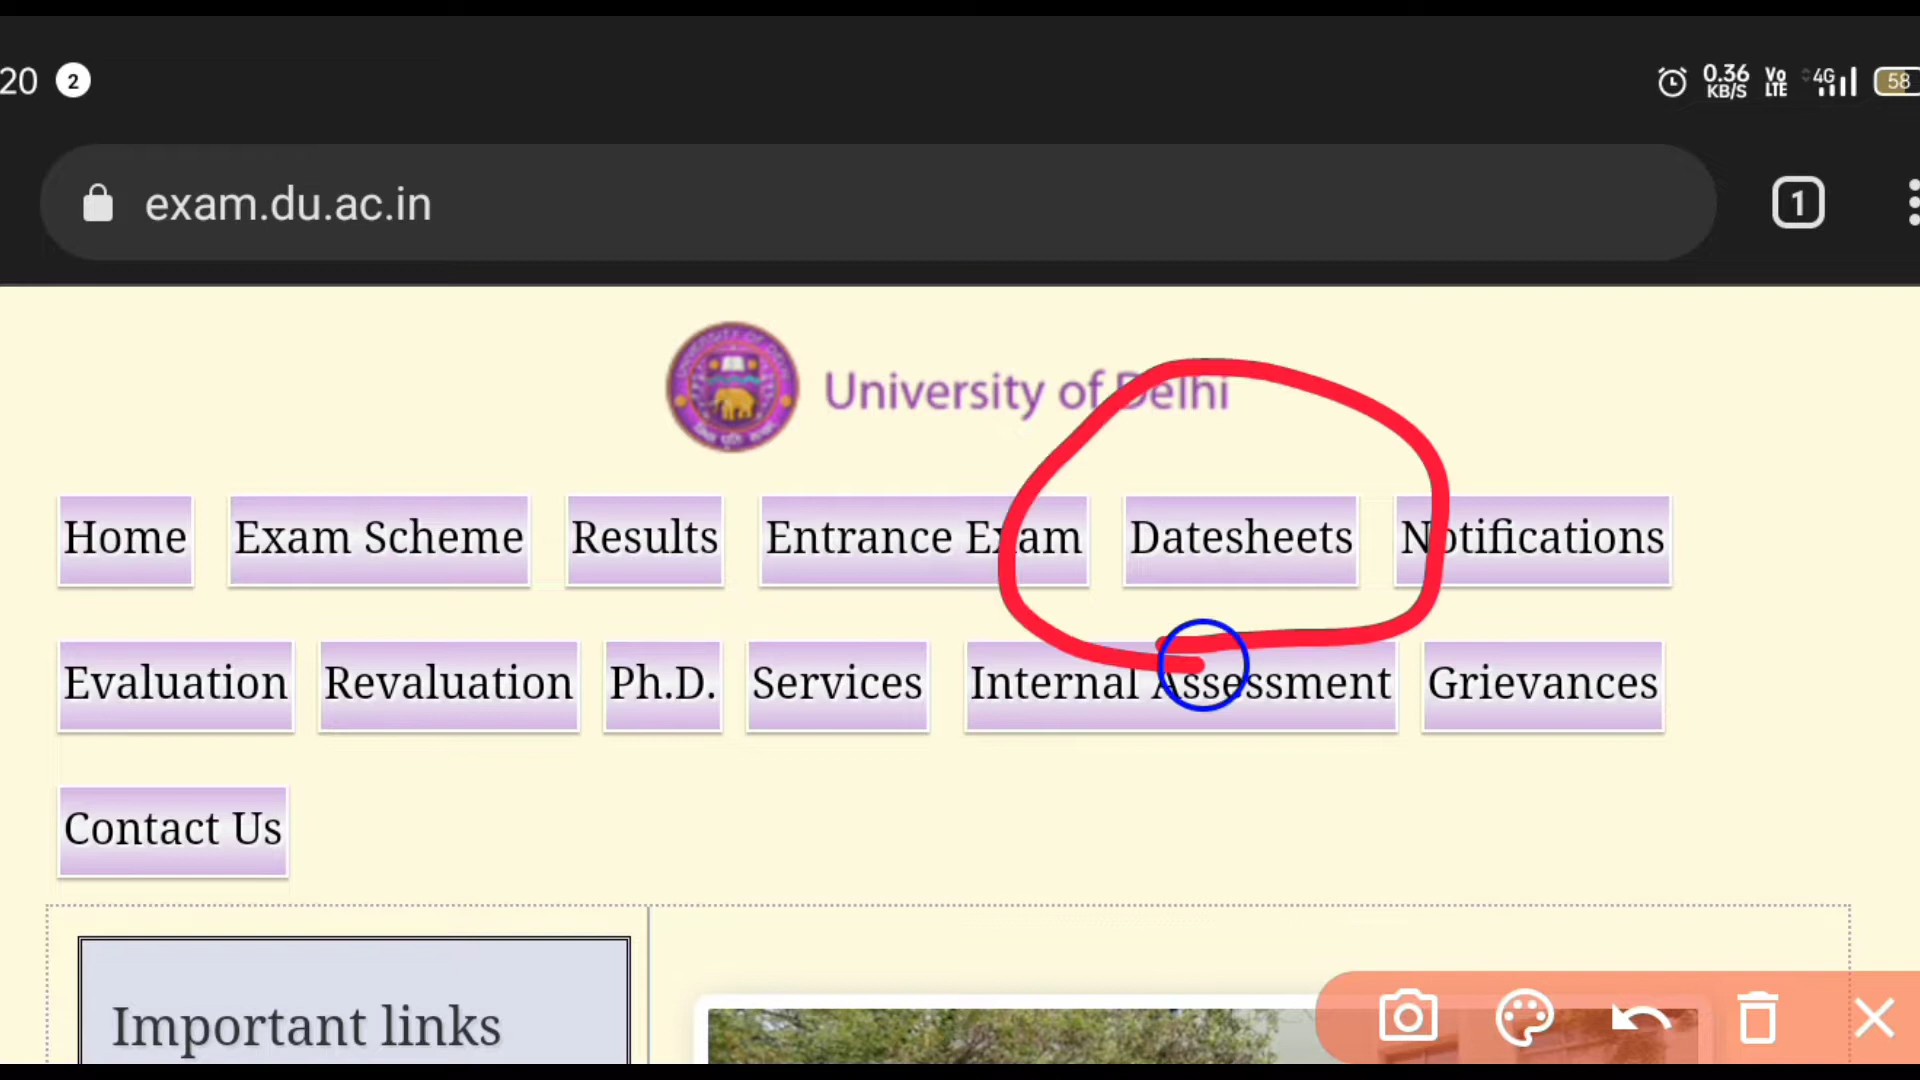 20 2 0.36 KB/S Vo LTE 4G 58
exam.du.ac.in 1
University of Delhi
Home Exam Scheme Results Entrance Exam Datesheets Notifications
Evaluation Revaluation Ph.D. Services Internal Assessment Grievances
Contact Us
Important links